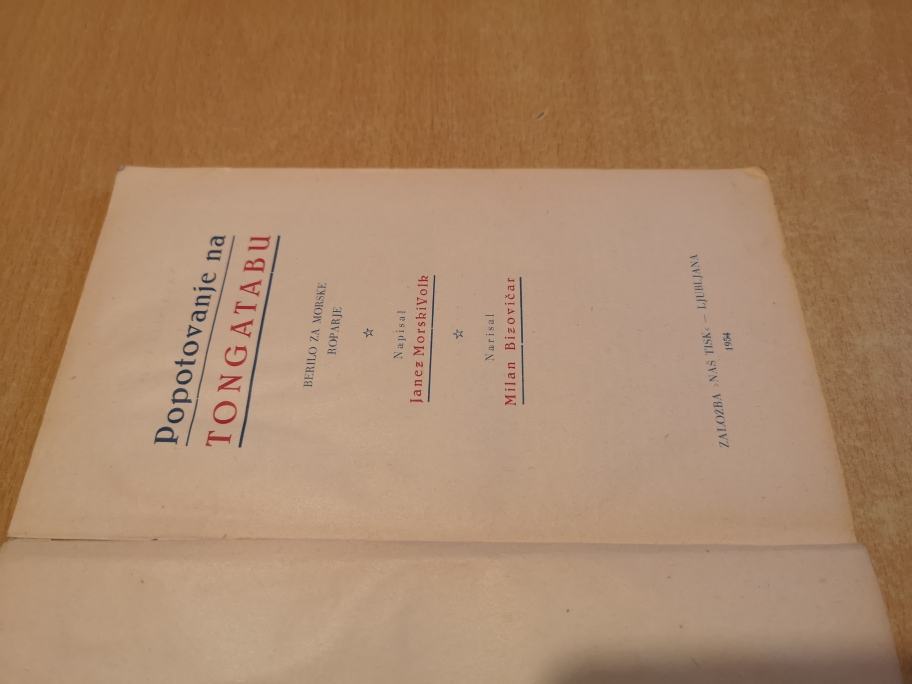 Popotovanje na
TONGATABU
BERILO ZA MORSKE
ROPARJE
Napisal
Janez MorskiVolk
Narisal
Milan Bizovičar
ZALOŽBA »NAŠ TISK« — LJUBLJANA
1954